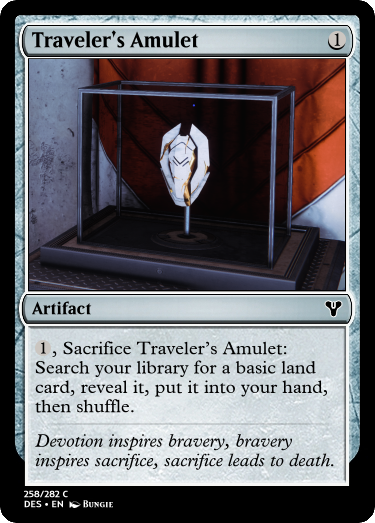 Traveler's Amulet 1
Artifact
1, Sacrifice Traveler's Amulet:
Search your library for a basic land
card, reveal it, put it into your hand,
then shuffle.
Devotion inspires bravery, bravery
inspires sacrifice, sacrifice leads to death.
258/282 C
DES • EN Bungie